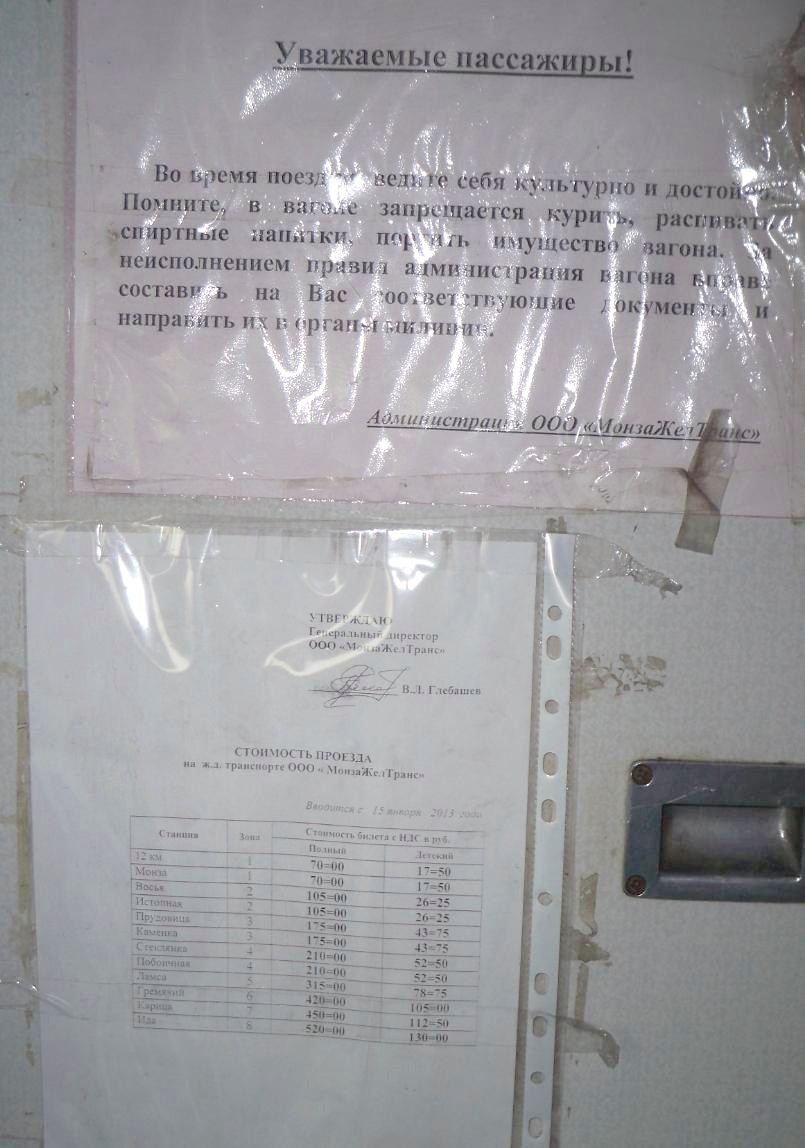 Уважаемые пассажиры!
Во время поездки ведите себя культурно и достойно.
Помните, в вагоне запрещается курить, распивать
спиртные напитки, портить имущество вагона. За
неисполнением правил администрация вагона вправе
составить на Вас соответствующие документы и
направить их в органы милиции.
Администрация ООО «МонзаЖелТранс»
УТВЕРЖДАЮ
Генеральный директор
ООО «МонзаЖелТранс»
В.Л. Глебашев
СТОИМОСТЬ ПРОЕЗДА
на ж.д. транспорте ООО « МонзаЖелТранс»
Вводится с 15 января 2013 года
Станция Зона Стоимость билета с НДС в руб.
Полный Детский
12 км 1 70=00 17=50
Монза 1 70=00 17=50
Восья 2 105=00 26=25
Истопная 2 105=00 26=25
Прудовица 3 175=00 43=75
Каменка 3 175=00 43=75
Стеклянка 4 210=00 52=50
Побоичная 4 210=00 52=50
Ламса 5 315=00 78=75
Гремячий 6 420=00 105=00
Карица 7 450=00 112=50
Ида 8 520=00 130=00